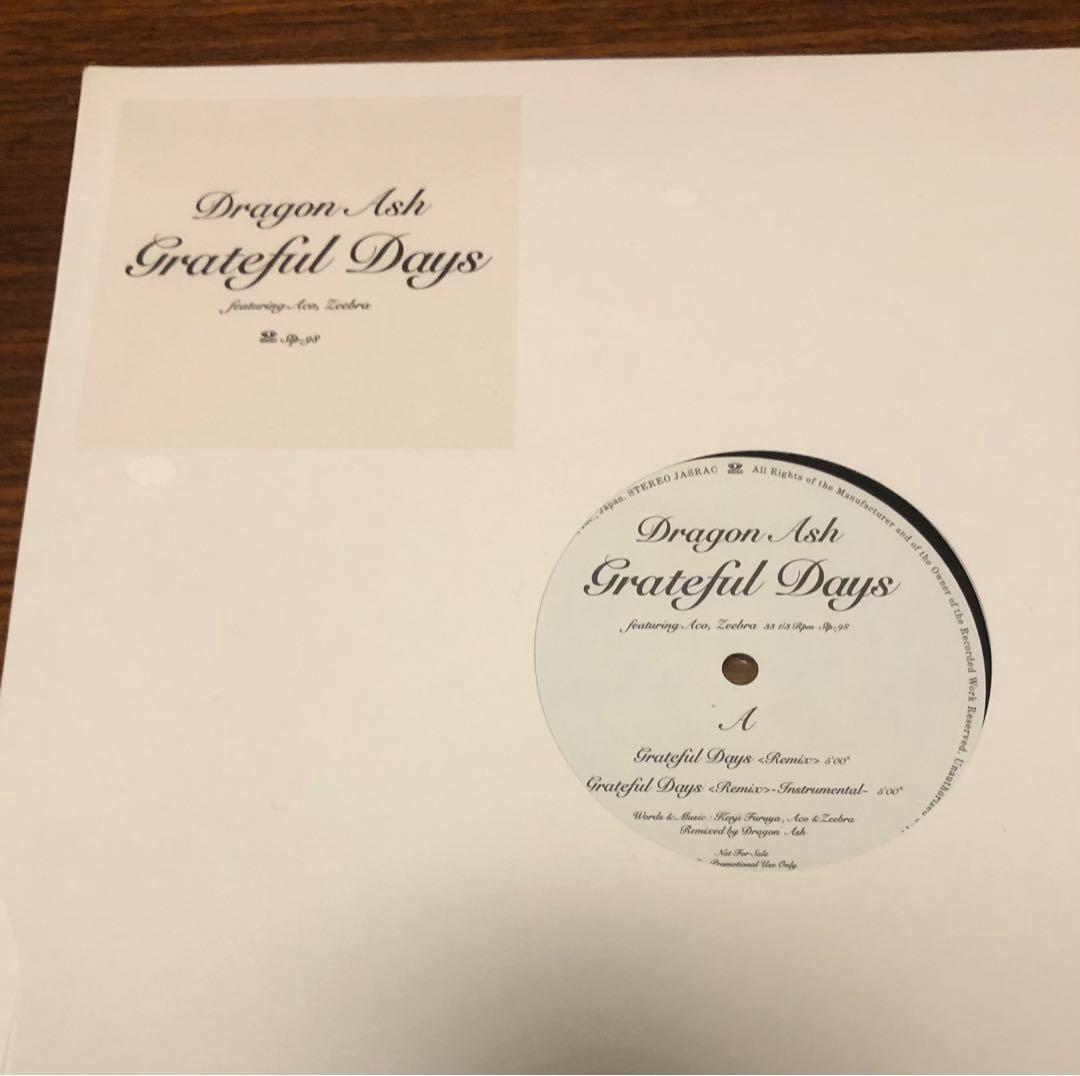 Dragon Ash
Grateful Days
featuring Aco, Zeebra
Slp-98
Inc., Japan. STEREO JASRAC All Rights of the Manufacturer and of the Owner of the Recorded Work Reserved. Unauthorized
Dragon Ash
Grateful Days
featuring Aco, Zeebra 33 1/3 Rpm Slp-98
A
Grateful Days <Remix> 5'00"
Grateful Days <Remix>-Instrumental- 5'00"
Words & Music : Kenji Furuya, Aco & Zeebra
Remixed by Dragon Ash
Not For Sale
Promotional Use Only